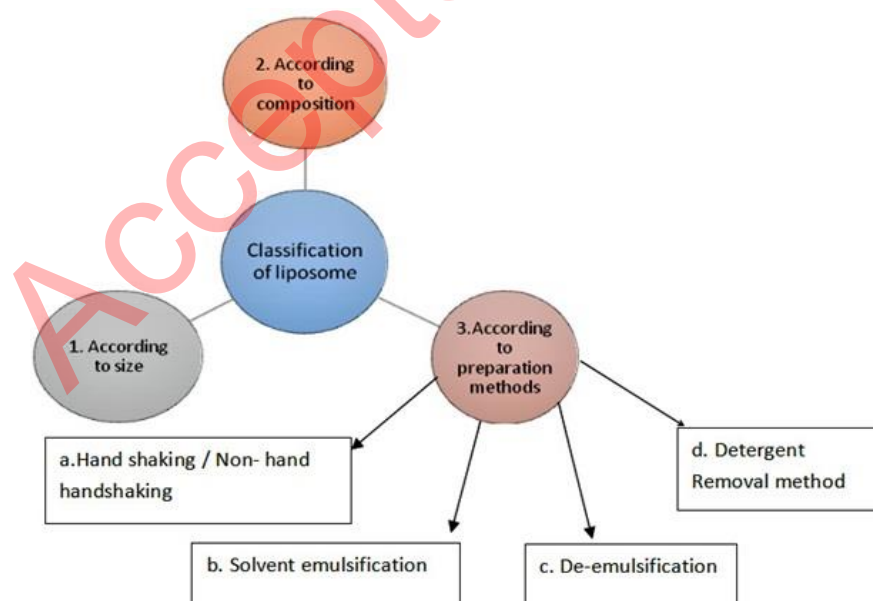 Accept
2. According
to
composition
Classification
of liposome
1. According
to size
3.According
to
preparation
methods
a.Hand shaking / Non- hand
handshaking
d. Detergent
Removal method
b. Solvent emulsification
c. De-emulsification